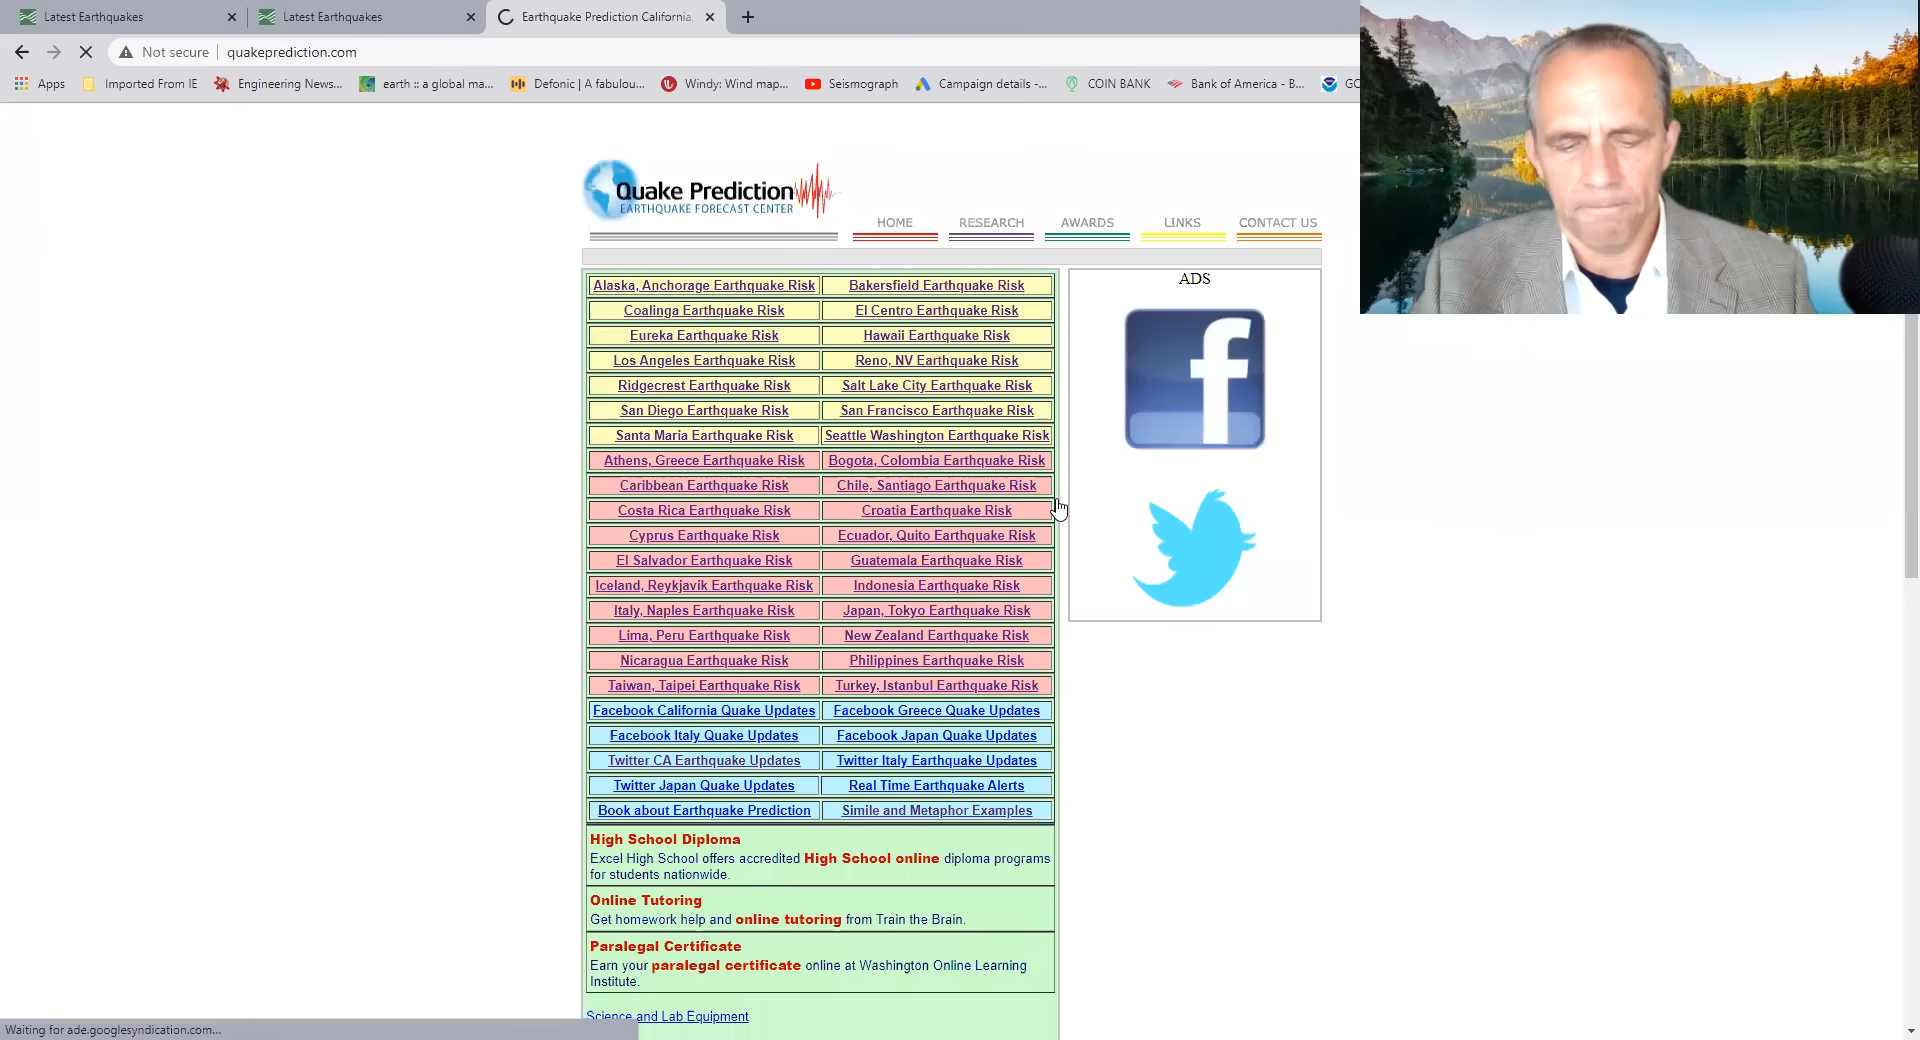 Latest Earthquakes
Latest Earthquakes
Earthquake Prediction California,
Not secure
quakeprediction.com
Apps
Imported From IE
Engineering News...
earth :: a global ma...
Defonic | A fabulou...
Windy: Wind map...
Seismograph
Campaign details -...
COIN BANK
Bank of America - B...
GO
Quake Prediction
EARTHQUAKE FORECAST CENTER
HOME RESEARCH AWARDS LINKS CONTACT US
Alaska, Anchorage Earthquake Risk Bakersfield Earthquake Risk
Coalinga Earthquake Risk El Centro Earthquake Risk
Eureka Earthquake Risk Hawaii Earthquake Risk
Los Angeles Earthquake Risk Reno, NV Earthquake Risk
Ridgecrest Earthquake Risk Salt Lake City Earthquake Risk
San Diego Earthquake Risk San Francisco Earthquake Risk
Santa Maria Earthquake Risk Seattle Washington Earthquake Risk
Athens, Greece Earthquake Risk Bogota, Colombia Earthquake Risk
Caribbean Earthquake Risk Chile, Santiago Earthquake Risk
Costa Rica Earthquake Risk Croatia Earthquake Risk
Cyprus Earthquake Risk Ecuador, Quito Earthquake Risk
El Salvador Earthquake Risk Guatemala Earthquake Risk
Iceland, Reykjavík Earthquake Risk Indonesia Earthquake Risk
Italy, Naples Earthquake Risk Japan, Tokyo Earthquake Risk
Lima, Peru Earthquake Risk New Zealand Earthquake Risk
Nicaragua Earthquake Risk Philippines Earthquake Risk
Taiwan, Taipei Earthquake Risk Turkey, Istanbul Earthquake Risk
Facebook California Quake Updates Facebook Greece Quake Updates
Facebook Italy Quake Updates Facebook Japan Quake Updates
Twitter CA Earthquake Updates Twitter Italy Earthquake Updates
Twitter Japan Quake Updates Real Time Earthquake Alerts
Book about Earthquake Prediction Simile and Metaphor Examples
High School Diploma
Excel High School offers accredited High School online diploma programs
for students nationwide.
Online Tutoring
Get homework help and online tutoring from Train the Brain.
Paralegal Certificate
Earn your paralegal certificate online at Washington Online Learning
Institute.
Science and Lab Equipment
ADS
f
Waiting for ade.googlesyndication.com...